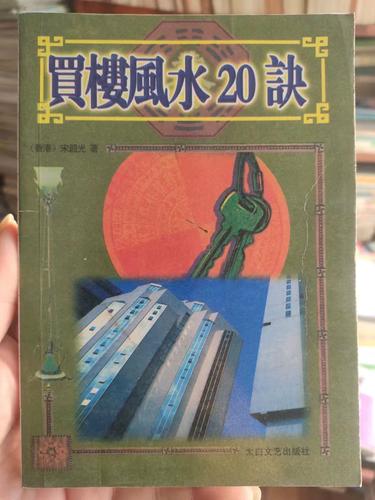 買樓風水20訣
(香港) 宋韶光 著
太白文艺出版社